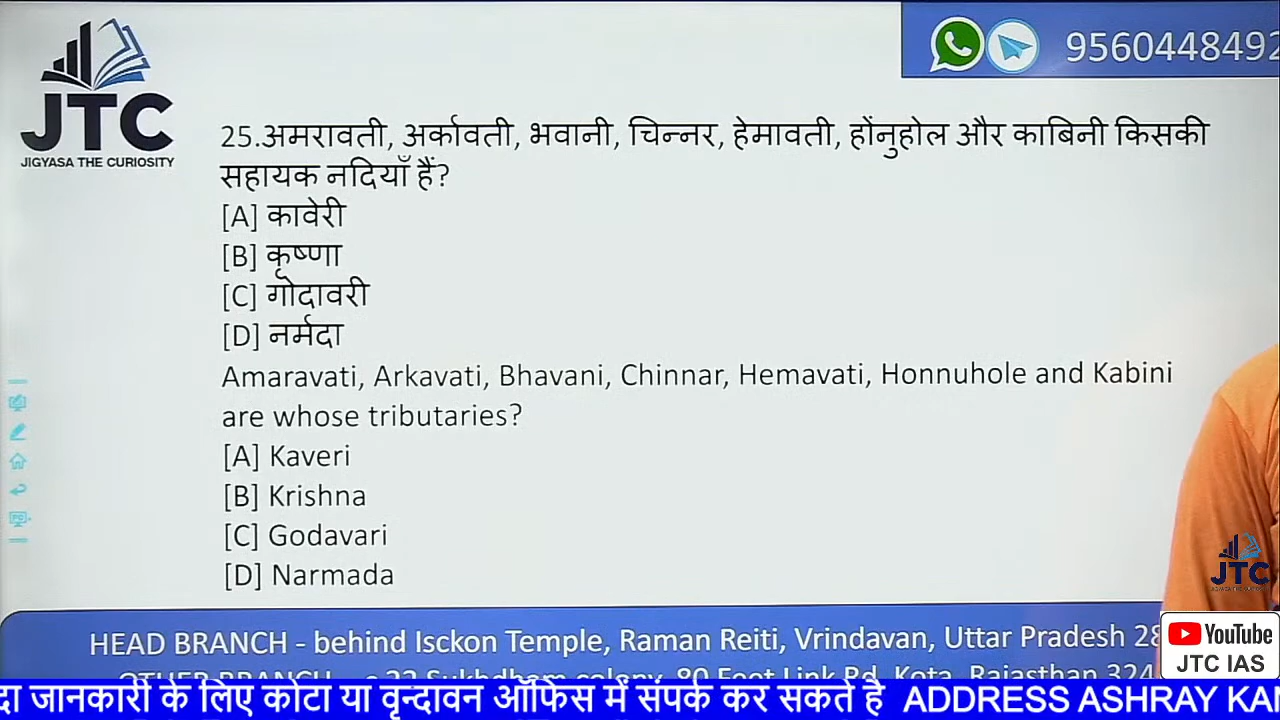 JTC
JIGYASA THE CURIOSITY
9560448492
25.अमरावती, अर्कावती, भवानी, चिन्नर, हेमावती, होंनुहोल और काबिनी किसकी
सहायक नदियाँ हैं?
[A] कावेरी
[B] कृष्णा
[C] गोदावरी
[D] नर्मदा
Amaravati, Arkavati, Bhavani, Chinnar, Hemavati, Honnuhole and Kabini
are whose tributaries?
[A] Kaveri
[B] Krishna
[C] Godavari
[D] Narmada
JTC
HEAD BRANCH - behind Isckon Temple, Raman Reiti, Vrindavan, Uttar Pradesh 28
YouTube
JTC IAS
जानकारी के लिए कोटा या वृन्दावन ऑफिस में संपर्क कर सकते है ADDRESS ASHRAY